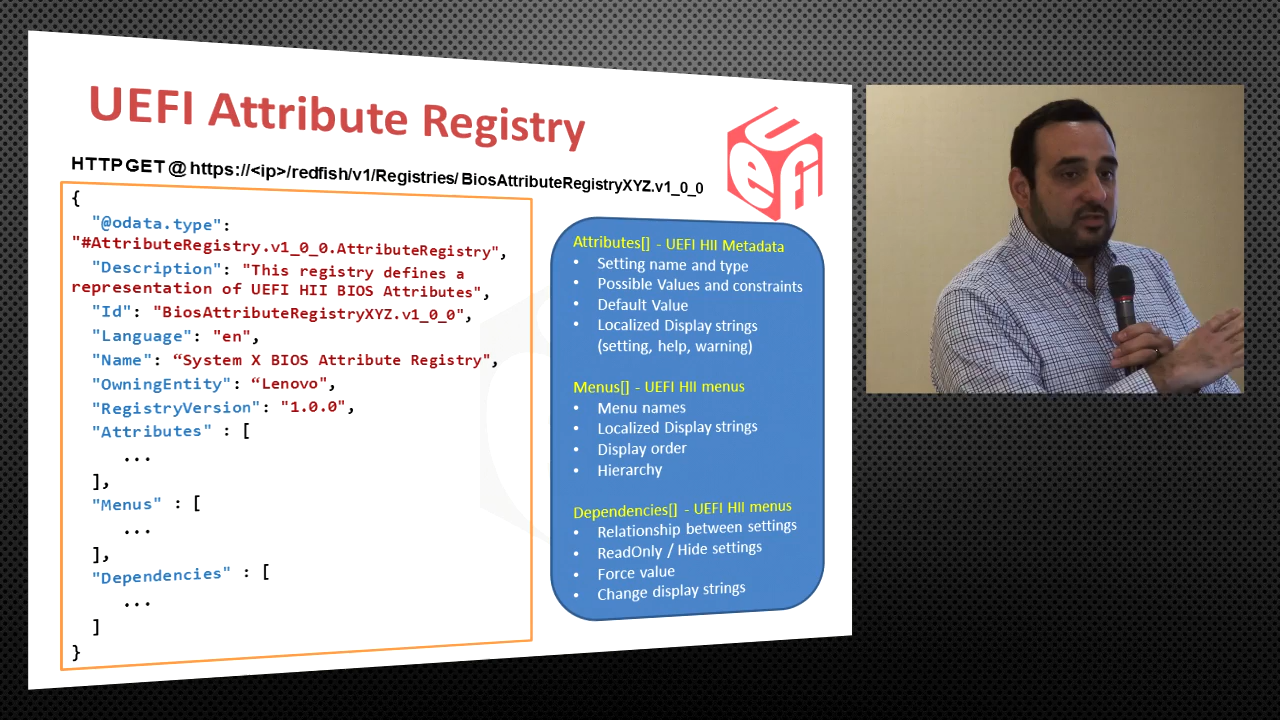 UEFI Attribute Registry
HTTP GET @ https://<ip>/redfish/v1/Registries/ BiosAttributeRegistryXYZ.v1_0_0
{
"@odata.type":
"#AttributeRegistry.v1_0_0.AttributeRegistry",
"Description": "This registry defines a
representation of UEFI HII BIOS Attributes",
"Id": "BiosAttributeRegistryXYZ.v1_0_0",
"Language": "en",
"Name": “System X BIOS Attribute Registry",
"OwningEntity": “Lenovo",
"RegistryVersion": "1.0.0",
"Attributes" : [
...
],
"Menus" : [
...
],
"Dependencies" : [
...
]
}
UEFI
Attributes[] - UEFI HII Metadata
• Setting name and type
• Possible Values and constraints
• Default Value
• Localized Display strings
(setting, help, warning)
Menus[] - UEFI HII menus
• Menu names
• Localized Display strings
• Display order
• Hierarchy
Dependencies[] - UEFI HII menus
• Relationship between settings
• ReadOnly / Hide settings
• Force value
• Change display strings